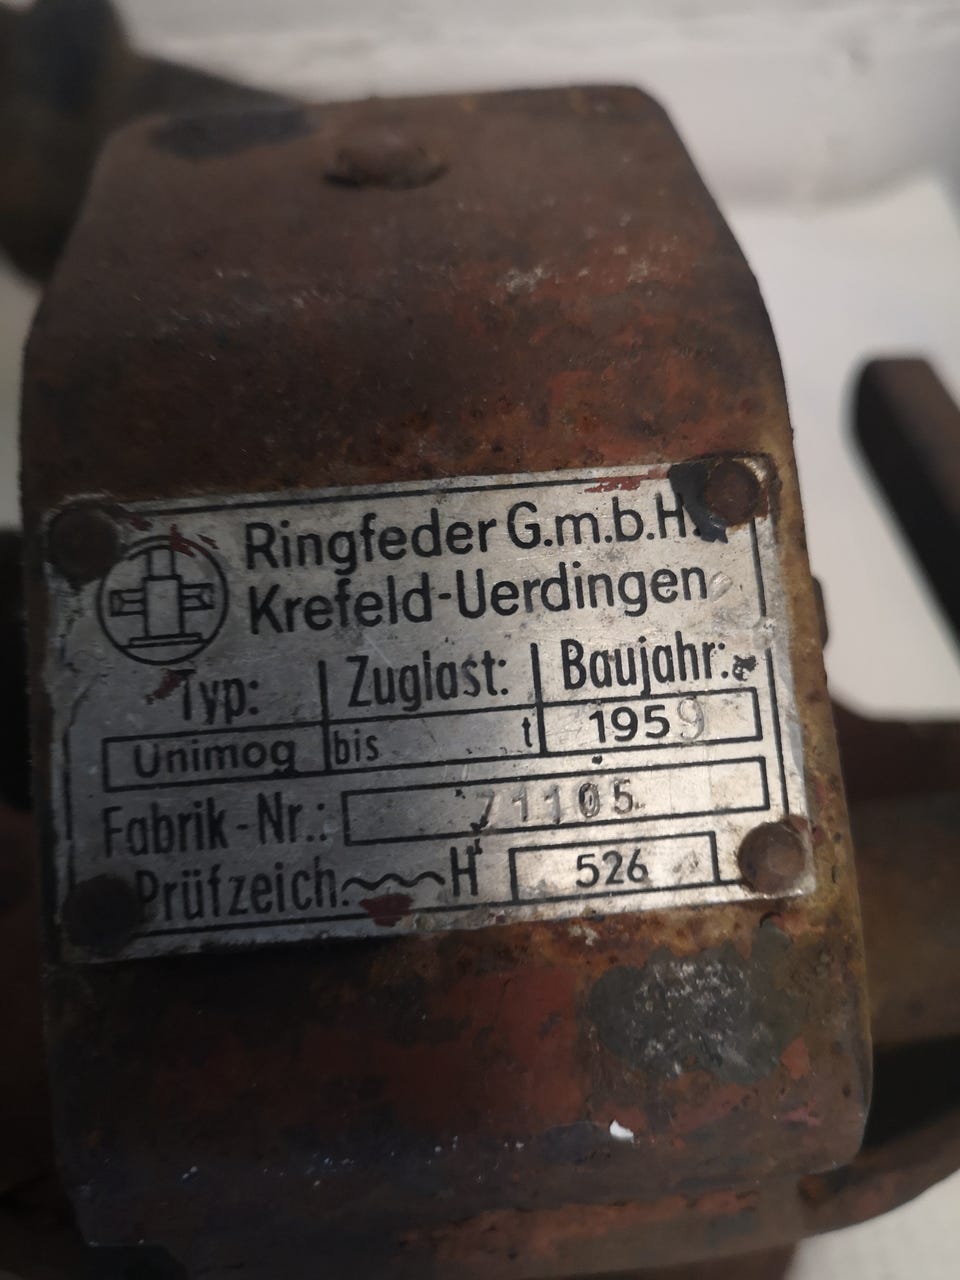 Ringfeder G.m.b.H.
Krefeld-Uerdingen
Typ: Zuglast: Baujahr:
Unimog bis t 1959
Fabrik-Nr.: 71105
Prüfzeich. H 526